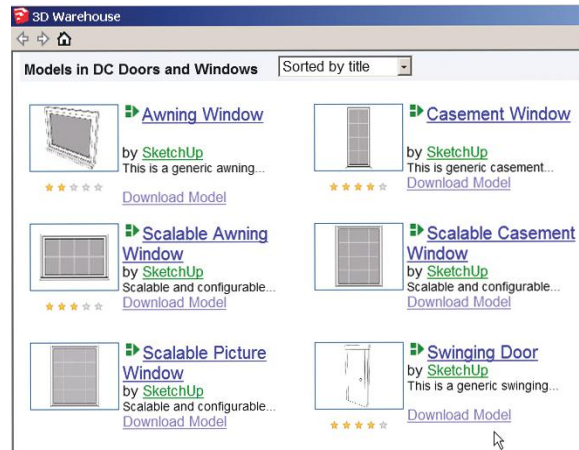 3D Warehouse
Models in DC Doors and Windows Sorted by title
Awning Window
by SketchUp
This is a generic awning...
Download Model
Casement Window
by SketchUp
This is generic casement...
Download Model
Scalable Awning
Window
by SketchUp
Scalable and configurable...
Download Model
Scalable Casement
Window
by SketchUp
Scalable and configurable...
Download Model
Scalable Picture
Window
by SketchUp
Scalable and configurable...
Download Model
Swinging Door
by SketchUp
This is a generic swinging...
Download Model